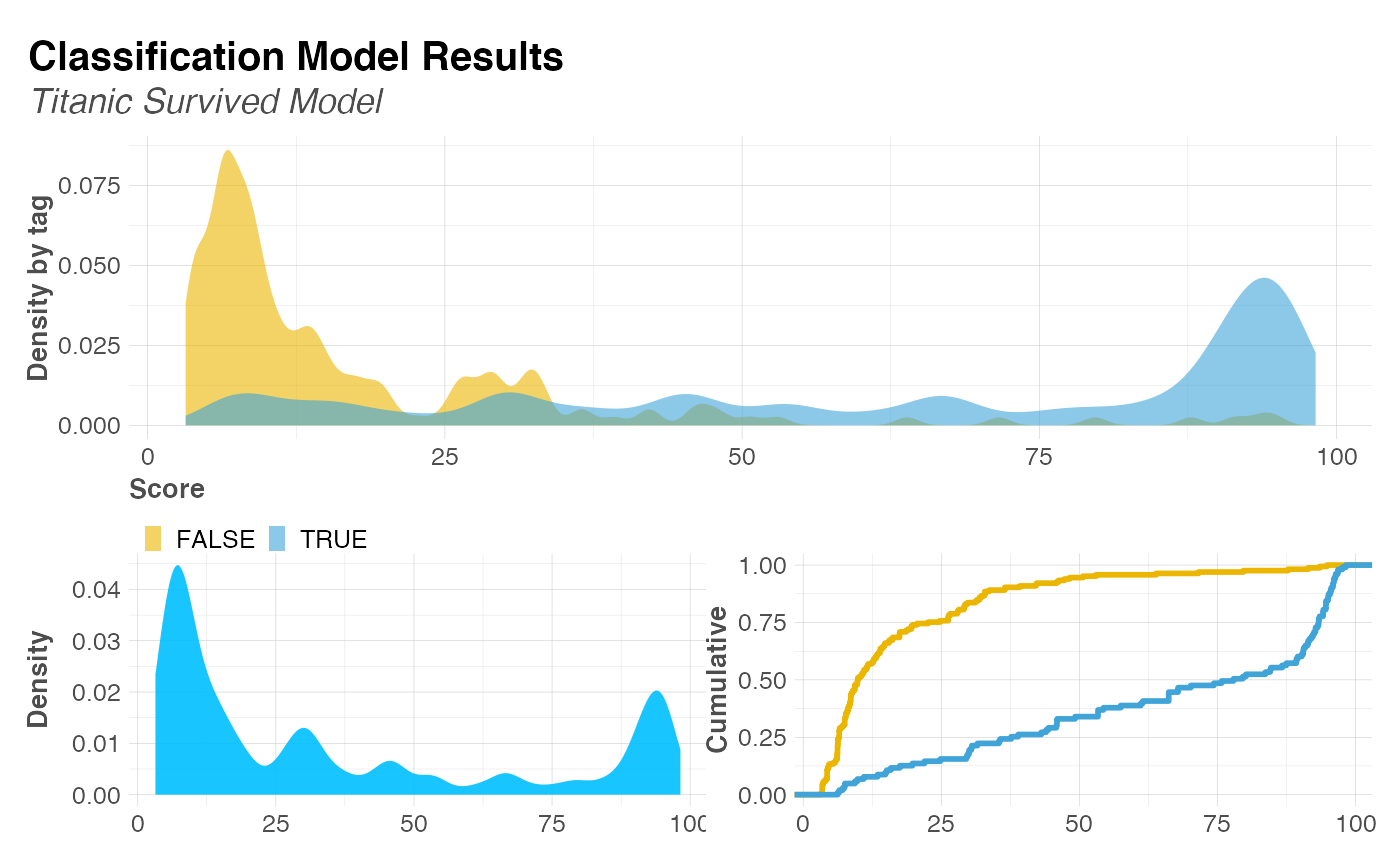 Classification Model Results
Titanic Survived Model
Density by tag
0.075
0.050
0.025
0.000
0 25 50 75 100
Score
FALSE TRUE
Density
0.04
0.03
0.02
0.01
0.00
0 25 50 75 100
Cumulative
1.00
0.75
0.50
0.25
0.00
0 25 50 75 100